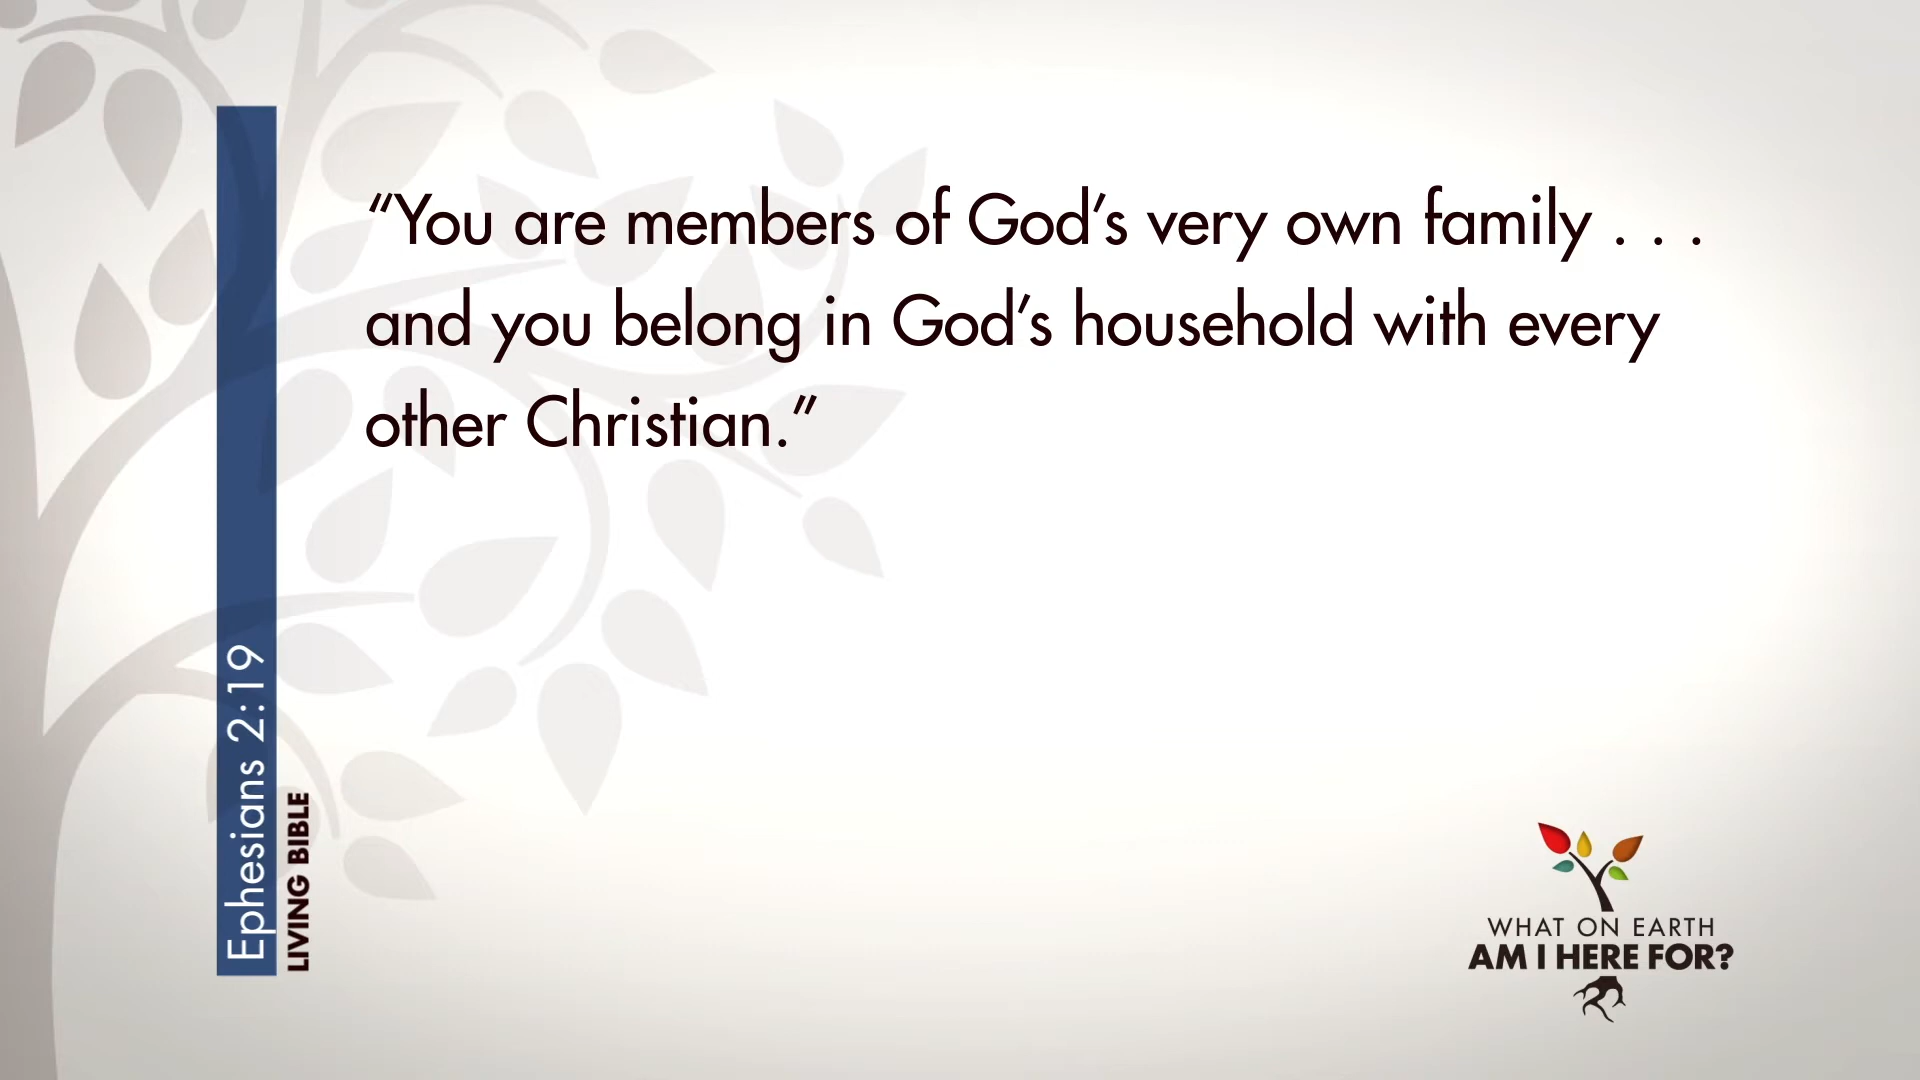 “You are members of God’s very own family . . .
and you belong in God’s household with every
other Christian.”
Ephesians 2:19
LIVING BIBLE
WHAT ON EARTH
AM I HERE FOR?